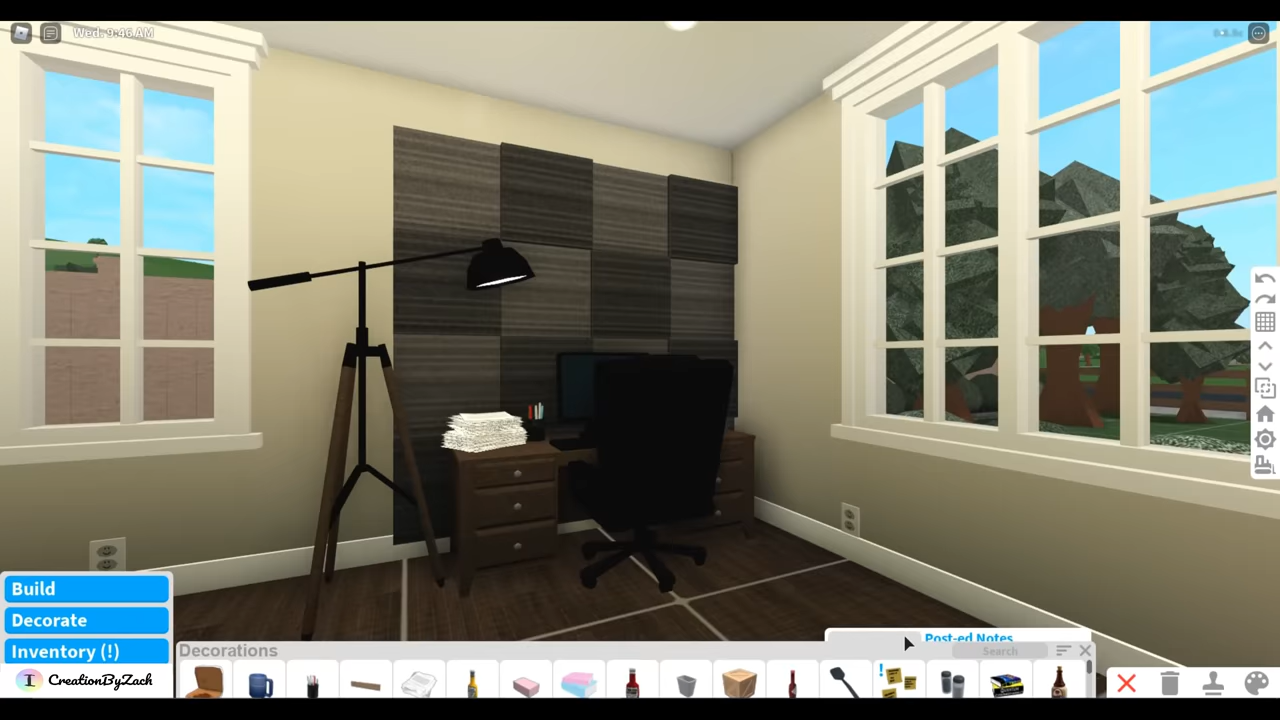 Wed. 9:46 AM
Build
Decorate
Inventory (!)
CreationByZach
Post-ed Notes
Decorations
Search